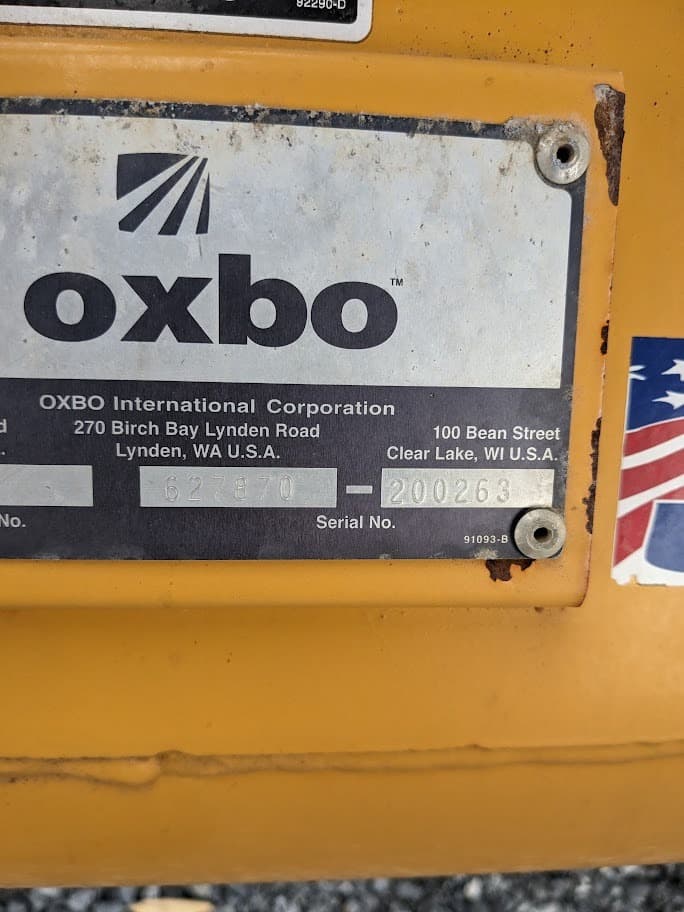 92290-D
oxbo™
OXBO International Corporation
270 Birch Bay Lynden Road
100 Bean Street
Lynden, WA U.S.A.
Clear Lake, WI U.S.A.
627870 - 200263
No.
Serial No.
91093-B